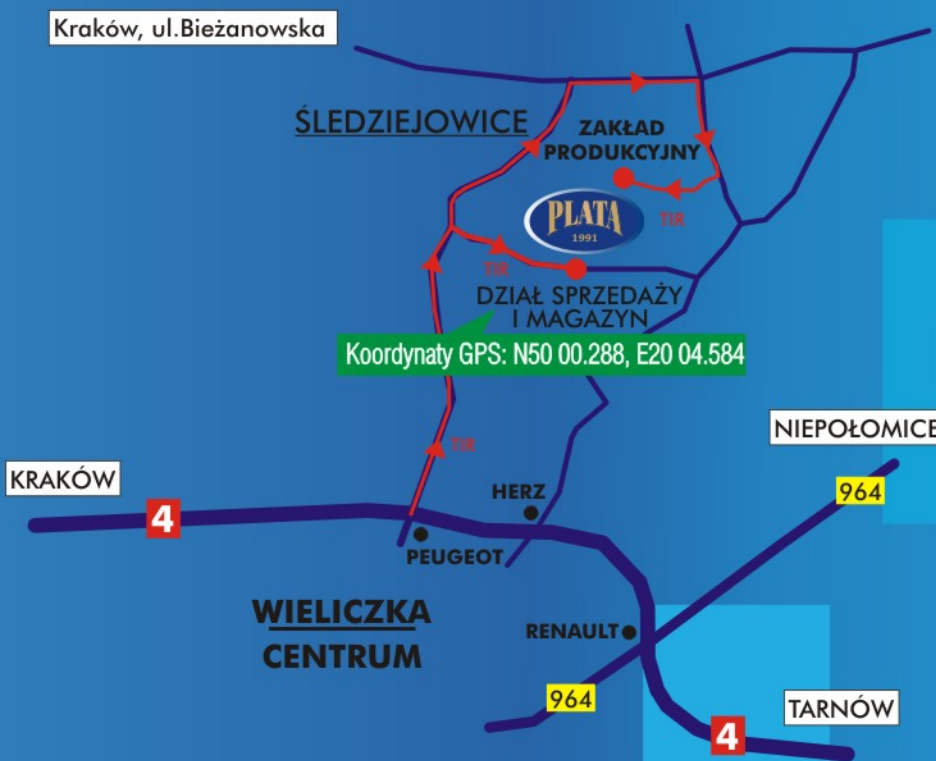 Kraków, ul.Bieżanowska
ŚLEDZIEJOWICE
ZAKŁAD
PRODUKCYJNY
PLATA
1991
TIR
TIR
DZIAŁ SPRZEDAŻY
I MAGAZYN
Koordynaty GPS: N50 00.288, E20 04.584
NIEPOŁOMICE
TIR
KRAKÓW
HERZ
964
4
PEUGEOT
WIELICZKA
CENTRUM
RENAULT
964
TARNÓW
4